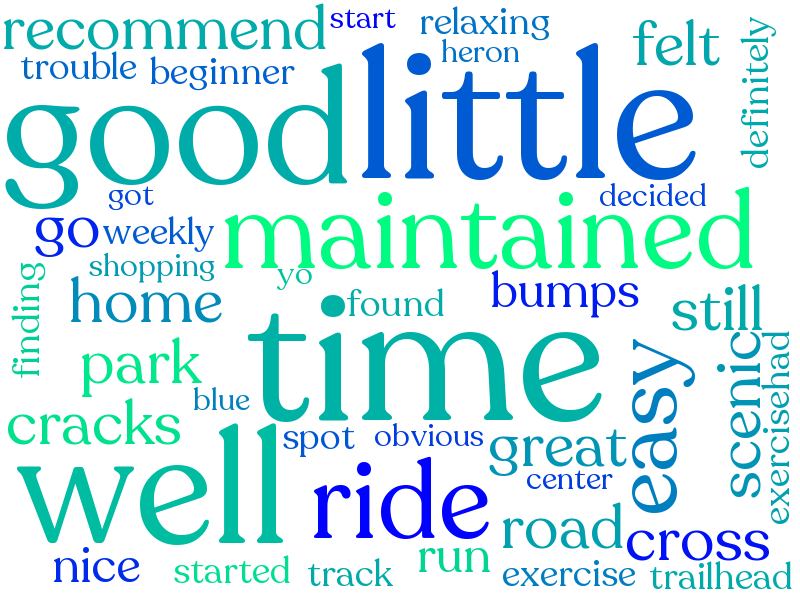 recommend
start
relaxing
heron
felt
definitely
trouble
beginner
good
little
got
decided
go
weekly
maintained
shopping
yo
finding
home
found
bumps
still
park
time
easy
scenic
exercisehad
blue
cracks
spot
obvious
great
well
ride
center
road
cross
nice
started
track
run
exercise
trailhead